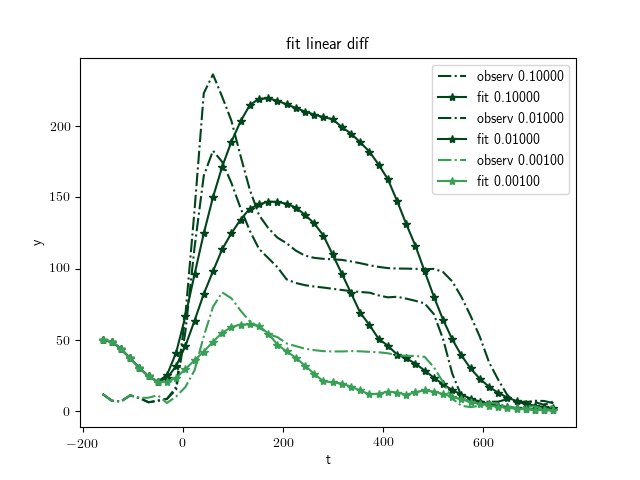 fit linear diff
observ 0.10000
fit 0.10000
observ 0.01000
fit 0.01000
observ 0.00100
fit 0.00100
y
200
150
100
50
0
−200 0 200 400 600
t